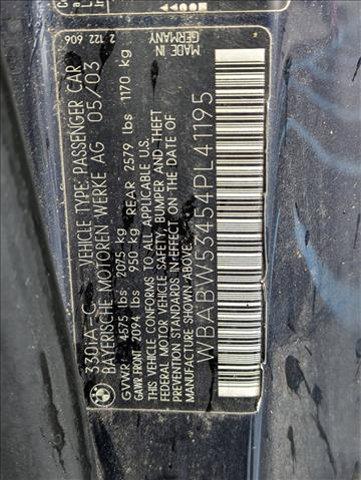 330iA-C VEHICLE TYPE: PASSENGER CAR
BAYERISCHE MOTOREN WERKE AG 05/03
GVWR 4575 lbs 2075 kg
GAWR FRONT 2094 lbs 950 kg REAR 2579 lbs 1170 kg
THIS VEHICLE CONFORMS TO ALL APPLICABLE U.S.
FEDERAL MOTOR VEHICLE SAFETY, BUMPER AND THEFT
PREVENTION STANDARDS IN EFFECT ON THE DATE OF
MANUFACTURE SHOWN ABOVE.
WBABW53454PL41195
2 122 606
MADE IN
GERMANY
BMW